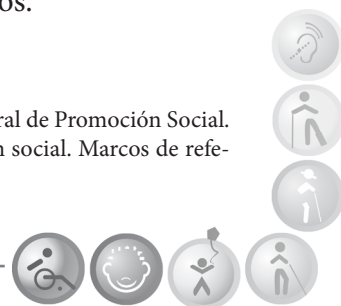 os.
ral de Promoción Social.
n social. Marcos de refe-